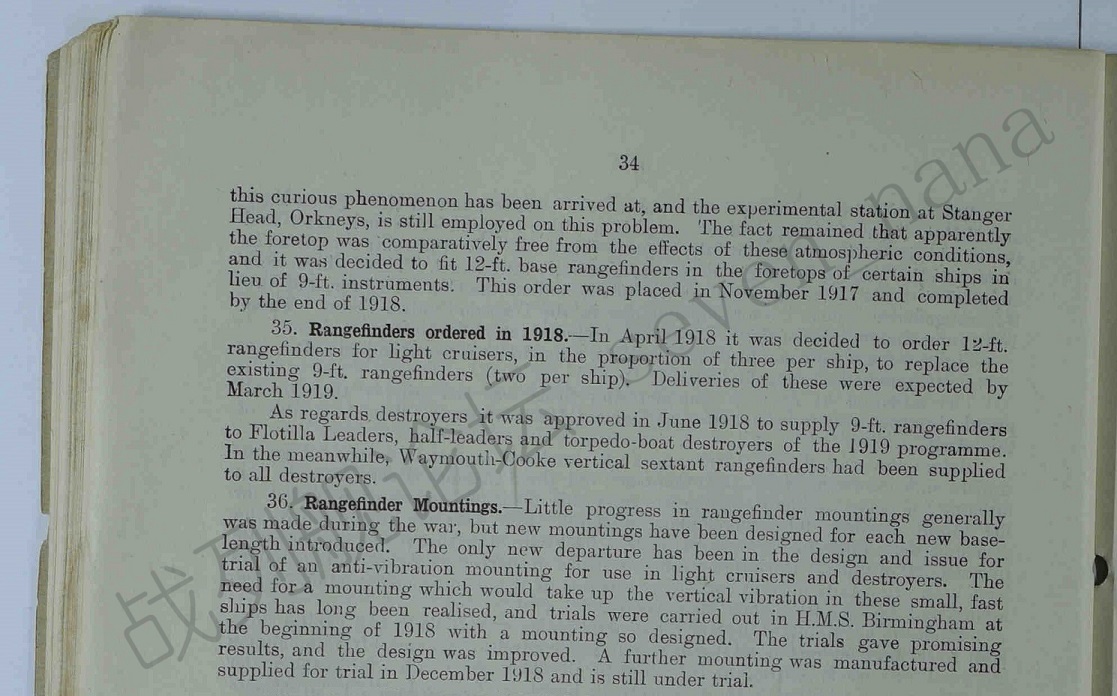 34
this curious phenomenon has been arrived at, and the experimental station at Stanger
Head, Orkneys, is still employed on this problem. The fact remained that apparently
the foretop was comparatively free from the effects of these atmospheric conditions,
and it was decided to fit 12-ft. base rangefinders in the foretops of certain ships in
lieu of 9-ft. instruments. This order was placed in November 1917 and completed
by the end of 1918.
35. Rangefinders ordered in 1918.—In April 1918 it was decided to order 12-ft.
rangefinders for light cruisers, in the proportion of three per ship, to replace the
existing 9-ft. rangefinders (two per ship). Deliveries of these were expected by
March 1919.
As regards destroyers it was approved in June 1918 to supply 9-ft. rangefinders
to Flotilla Leaders, half-leaders and torpedo-boat destroyers of the 1919 programme.
In the meanwhile, Waymouth-Cooke vertical sextant rangefinders had been supplied
to all destroyers.
36. Rangefinder Mountings.—Little progress in rangefinder mountings generally
was made during the war, but new mountings have been designed for each new base-
length introduced. The only new departure has been in the design and issue for
trial of an anti-vibration mounting for use in light cruisers and destroyers. The
need for a mounting which would take up the vertical vibration in these small, fast
ships has long been realised, and trials were carried out in H.M.S. Birmingham at
the beginning of 1918 with a mounting so designed. The trials gave promising
results, and the design was improved. A further mounting was manufactured and
supplied for trial in December 1918 and is still under trial.
战列舰论坛 seven_nana